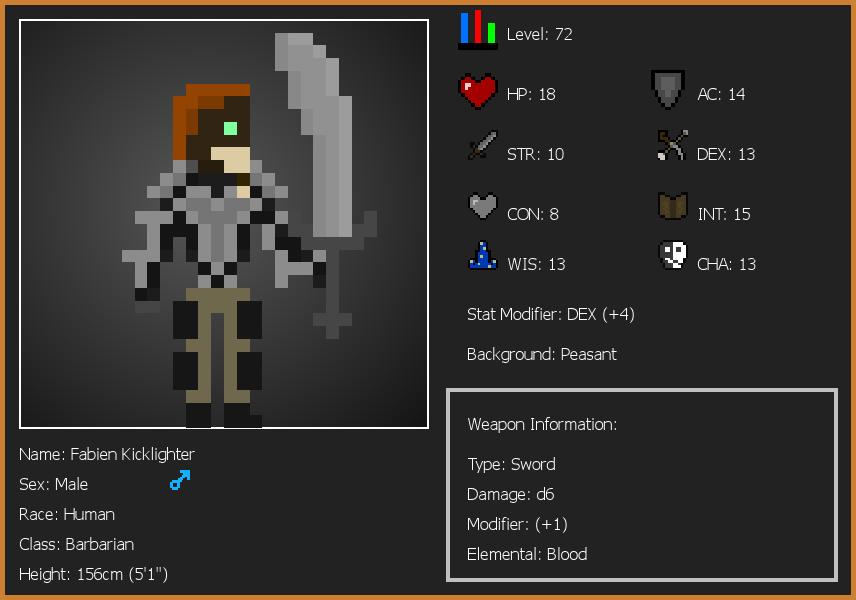 Level: 72
HP: 18
AC: 14
STR: 10
DEX: 13
CON: 8
INT: 15
WIS: 13
CHA: 13
Stat Modifier: DEX (+4)
Background: Peasant
Weapon Information:
Type: Sword
Damage: d6
Modifier: (+1)
Elemental: Blood
Name: Fabien Kicklighter
Sex: Male
Race: Human
Class: Barbarian
Height: 156cm (5'1")